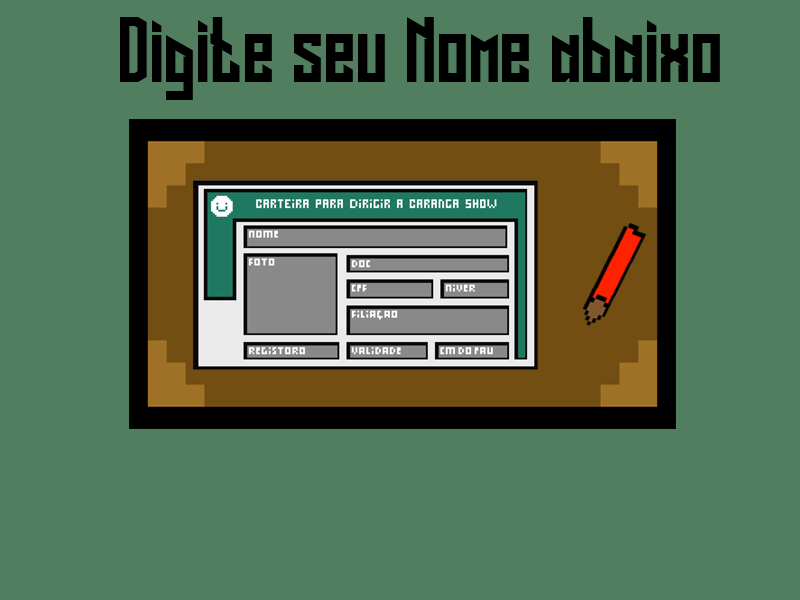 Digite seu Nome abaixo
CARTEIRA PARA DIRIGIR A CARANGA SHOW
NOME
FOTO
DOC
CPF
NIVER
FILIAÇAO
REGISTORO
VALIDADE
CM DO PAU